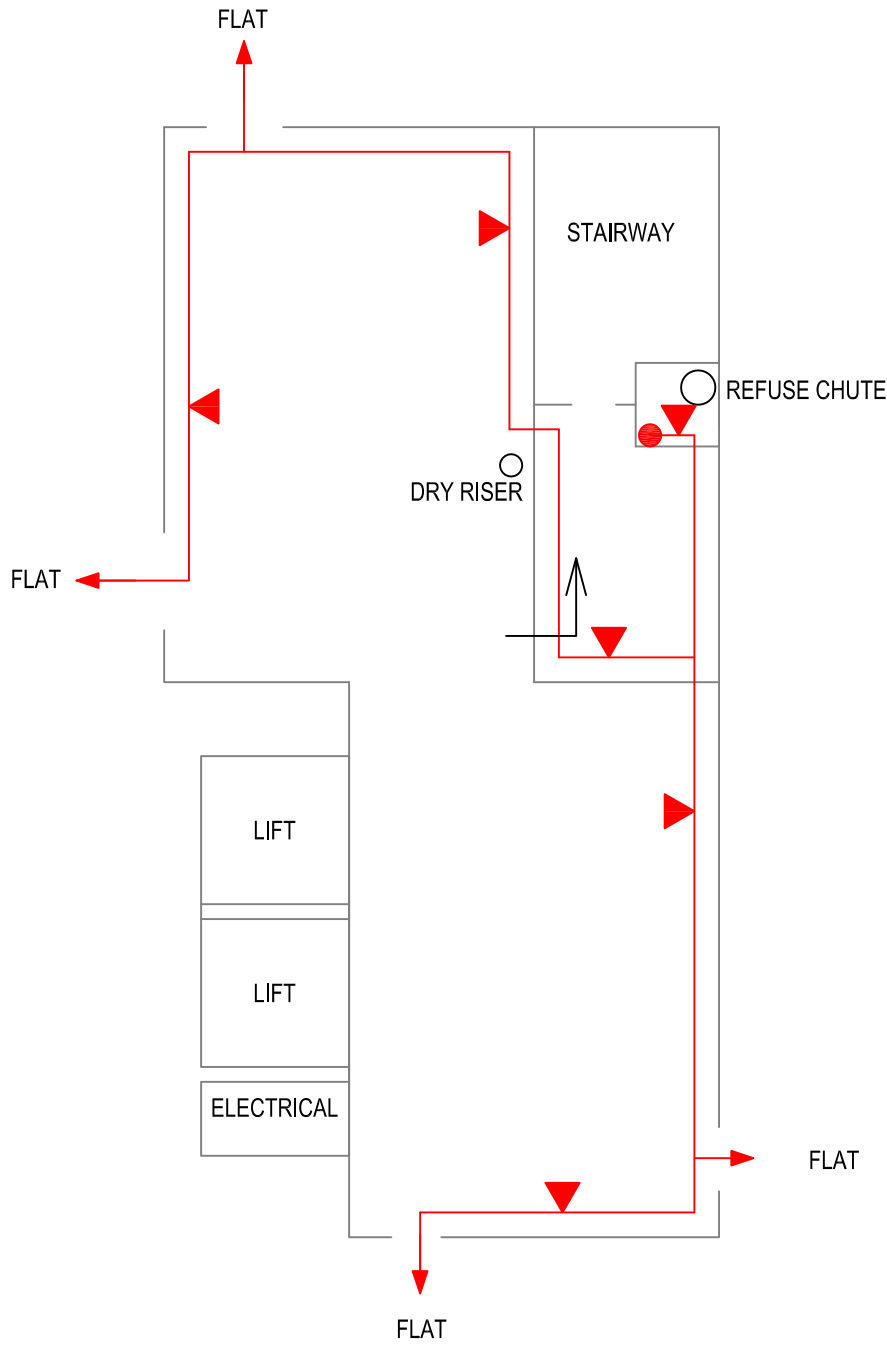 FLAT
STAIRWAY
REFUSE CHUTE
DRY RISER
FLAT
LIFT
LIFT
ELECTRICAL
FLAT
FLAT